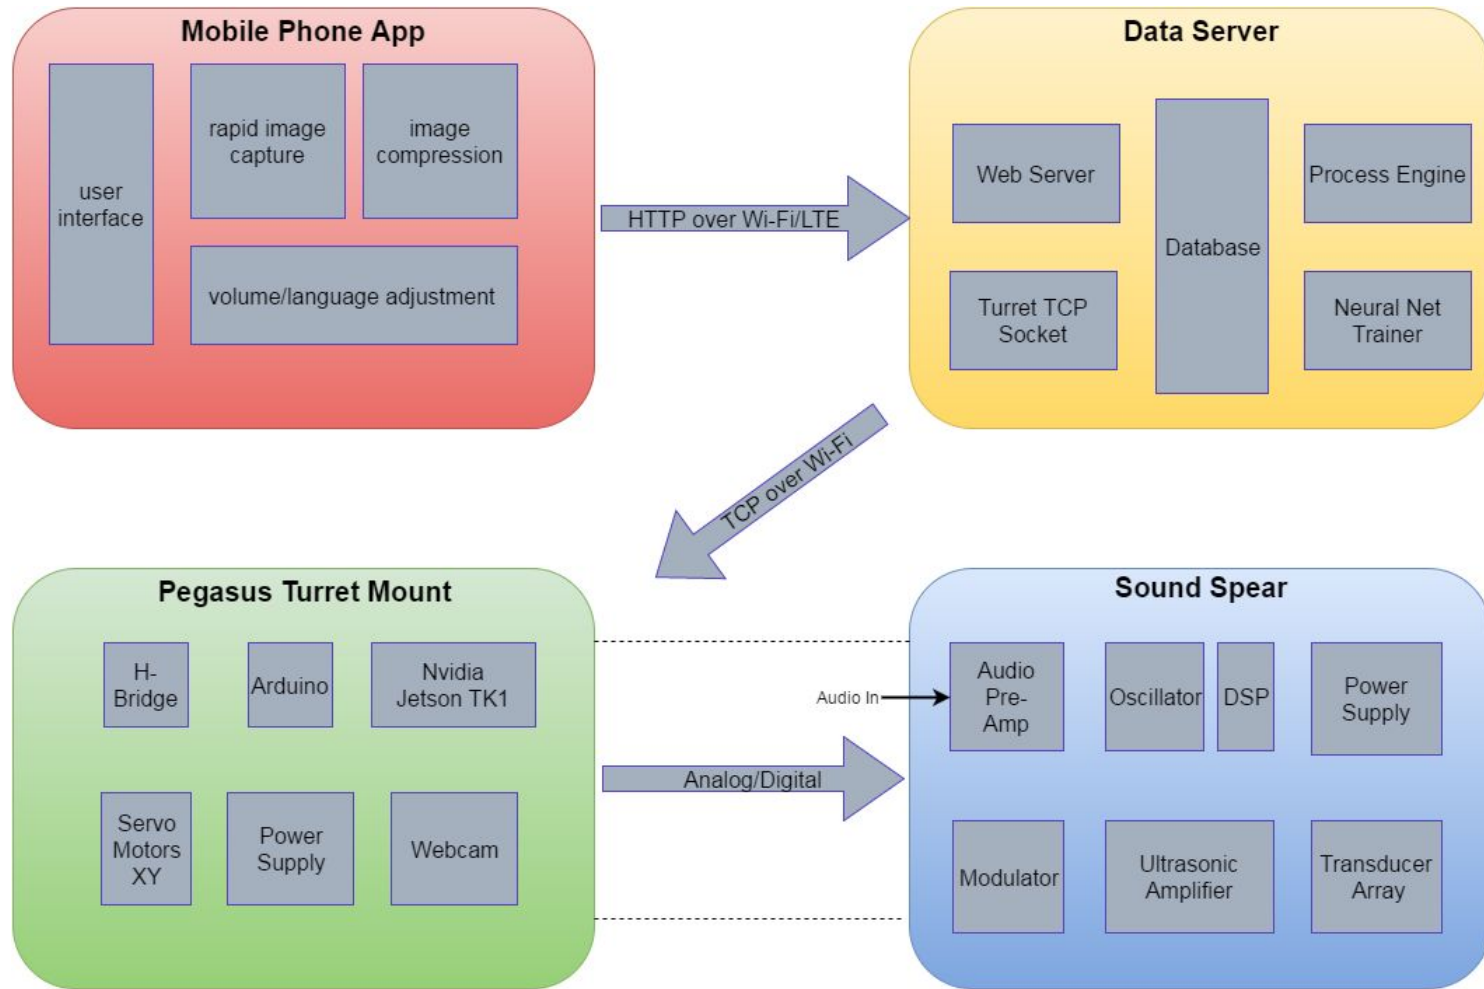 Mobile Phone App
user
interface
rapid image
capture
image
compression
volume/language adjustment
HTTP over Wi-Fi/LTE
Data Server
Web Server
Database
Process Engine
Turret TCP
Socket
Neural Net
Trainer
TCP over Wi-Fi
Pegasus Turret Mount
H-
Bridge
Arduino
Nvidia
Jetson TK1
Servo
Motors
XY
Power
Supply
Webcam
Analog/Digital
Sound Spear
Audio In
Audio
Pre-
Amp
Oscillator
DSP
Power
Supply
Modulator
Ultrasonic
Amplifier
Transducer
Array